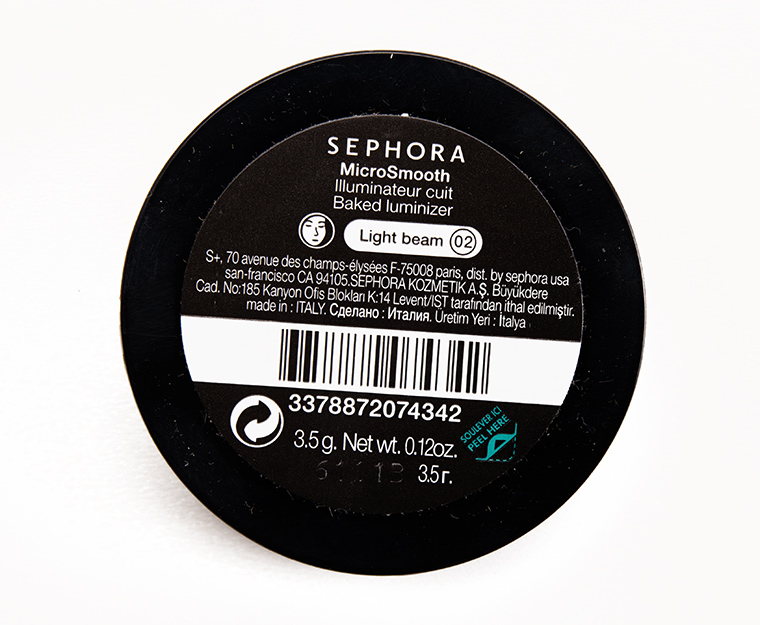 SEPHORA
MicroSmooth
Illuminateur cuit
Baked luminizer
Light beam 02
S+, 70 avenue des champs-élysées F-75008 paris, dist. by sephora usa
san-francisco CA 94105.SEPHORA KOZMETIK A.Ş. Büyükdere
Cad. No:185 Kanyon Ofis Blokları K:14 Levent/IST tarafından ithal edilmiştir.
made in : ITALY. Сделано : Италия. Üretim Yeri : İtalya
3378872074342
SOULEVER ICI
PEEL HERE
3.5 g. Net wt. 0.12oz.
3.5 г.